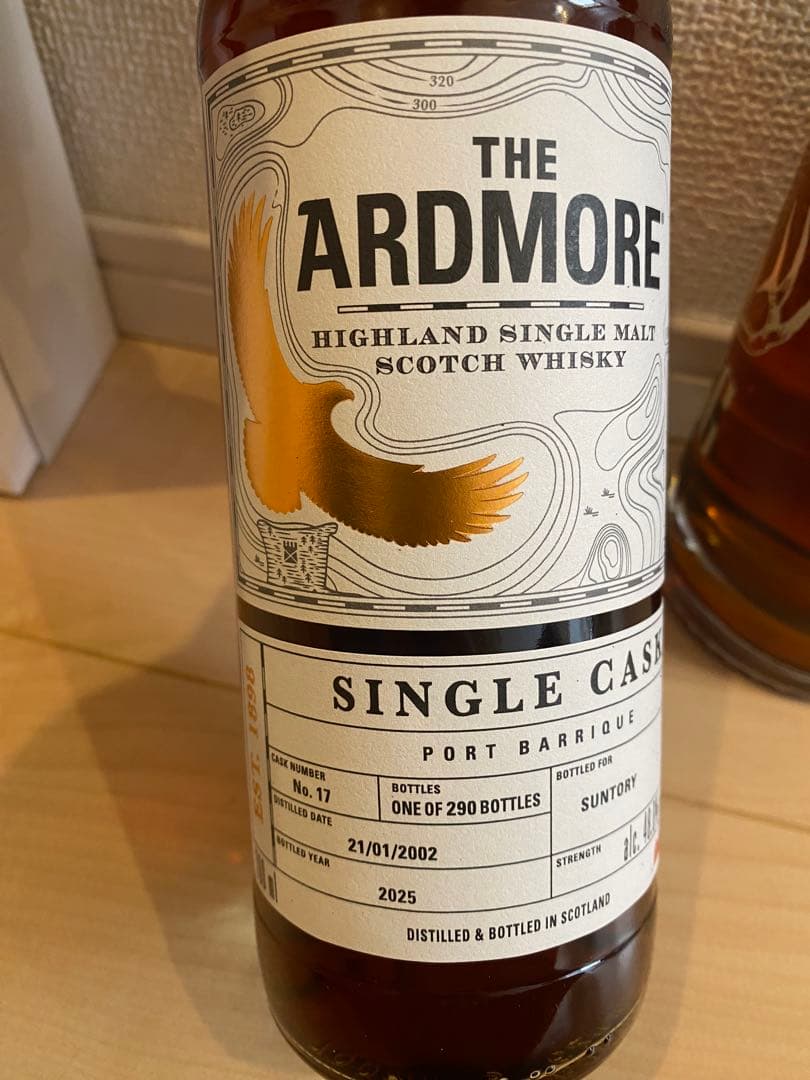 320
300
THE
ARDMORE
HIGHLAND SINGLE MALT
SCOTCH WHISKY
EST. 1898
SINGLE CASK
PORT BARRIQUE
CASK NUMBER
No. 17
BOTTLES
ONE OF 290 BOTTLES
BOTTLED FOR
SUNTORY
DISTILLED DATE
21/01/2002
BOTTLED YEAR
2025
STRENGTH
alc.
ml
DISTILLED & BOTTLED IN SCOTLAND